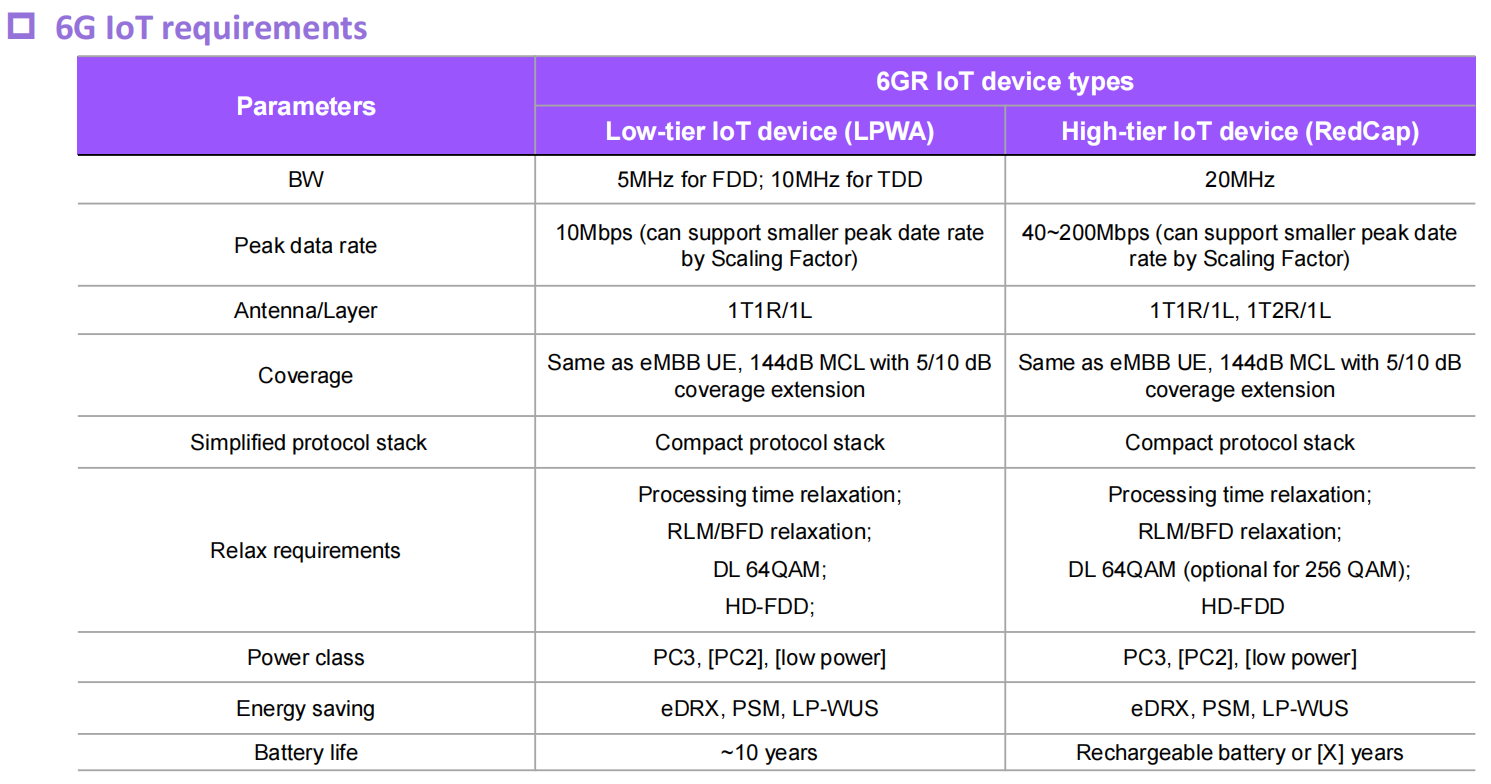 6G IoT requirements
Parameters
6GR IoT device types
Low-tier IoT device (LPWA)
High-tier IoT device (RedCap)
BW
5MHz for FDD; 10MHz for TDD
20MHz
Peak data rate
10Mbps (can support smaller peak date rate
by Scaling Factor)
40~200Mbps (can support smaller peak date
rate by Scaling Factor)
Antenna/Layer
1T1R/1L
1T1R/1L, 1T2R/1L
Coverage
Same as eMBB UE, 144dB MCL with 5/10 dB
coverage extension
Same as eMBB UE, 144dB MCL with 5/10 dB
coverage extension
Simplified protocol stack
Compact protocol stack
Compact protocol stack
Relax requirements
Processing time relaxation;
RLM/BFD relaxation;
DL 64QAM;
HD-FDD;
Processing time relaxation;
RLM/BFD relaxation;
DL 64QAM (optional for 256 QAM);
HD-FDD
Power class
PC3, [PC2], [low power]
PC3, [PC2], [low power]
Energy saving
eDRX, PSM, LP-WUS
eDRX, PSM, LP-WUS
Battery life
~10 years
Rechargeable battery or [X] years